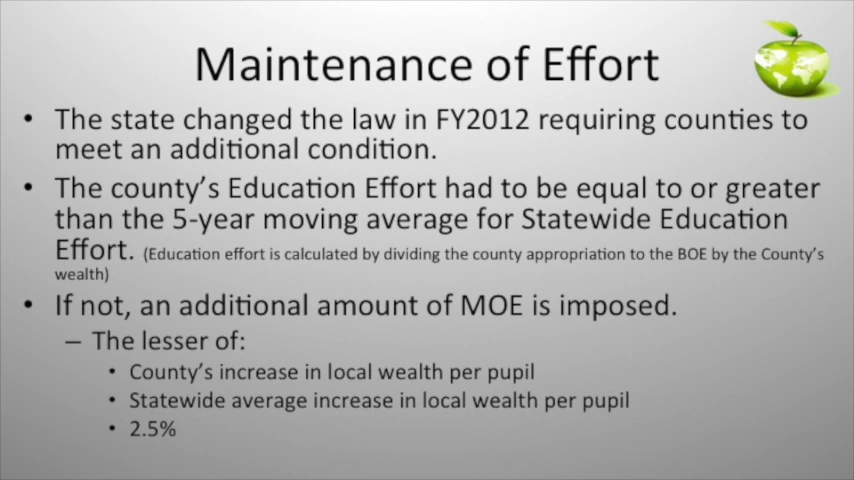 Maintenance of Effort
• The state changed the law in FY2012 requiring counties to
meet an additional condition.
• The county's Education Effort had to be equal to or greater
than the 5-year moving average for Statewide Education
Effort. (Education effort is calculated by dividing the county appropriation to the BOE by the County's
wealth)
• If not, an additional amount of MOE is imposed.
– The lesser of:
• County's increase in local wealth per pupil
• Statewide average increase in local wealth per pupil
• 2.5%